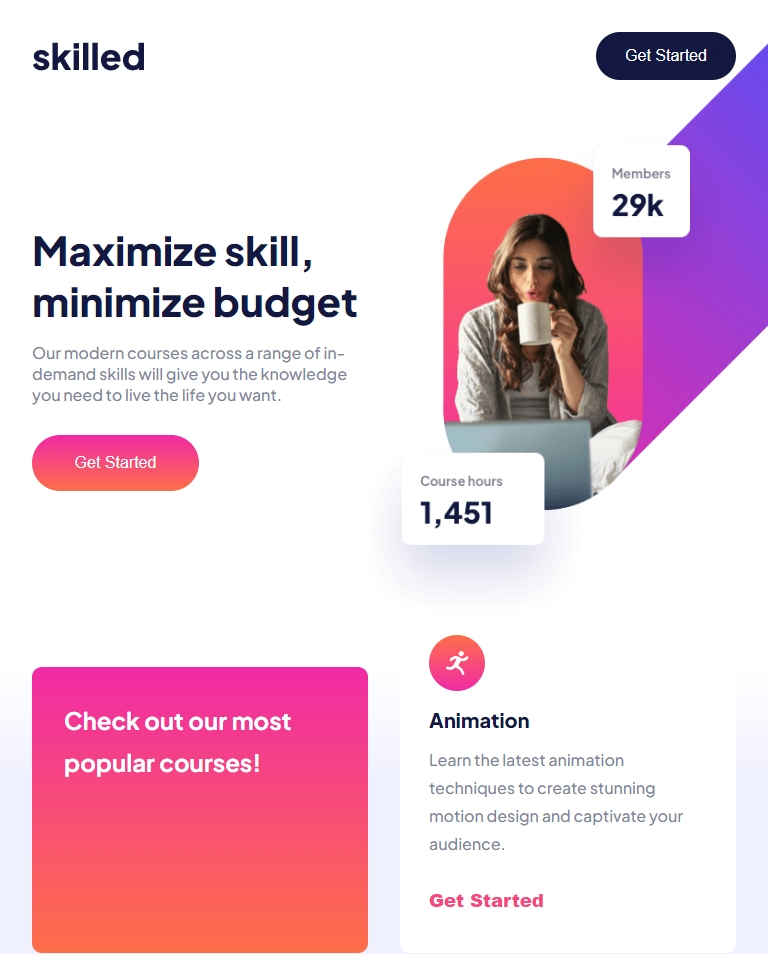 skilled
Get Started
Members
29k
Maximize skill,
minimize budget
Our modern courses across a range of in-
demand skills will give you the knowledge
you need to live the life you want.
Get Started
Course hours
1,451
Check out our most
popular courses!
Animation
Learn the latest animation
techniques to create stunning
motion design and captivate your
audience.
Get Started